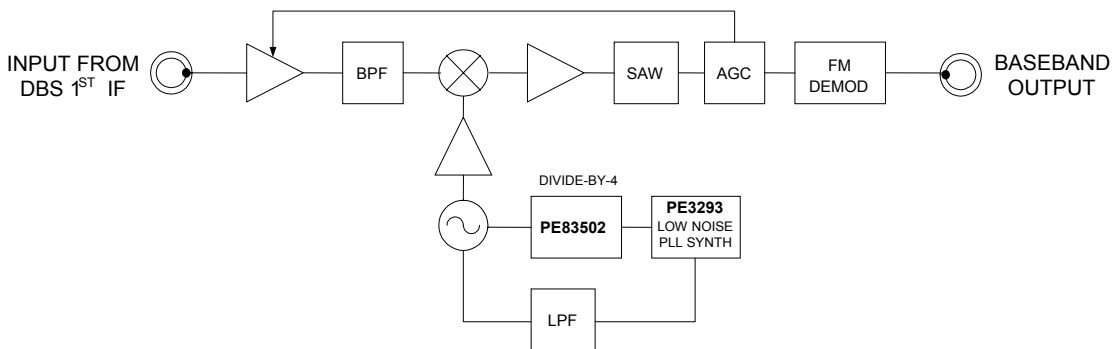 INPUT FROM
DBS 1ST IF
BPF
SAW
AGC
FM
DEMOD
BASEBAND
OUTPUT
DIVIDE-BY-4
PE83502
PE3293
LOW NOISE
PLL SYNTH
LPF